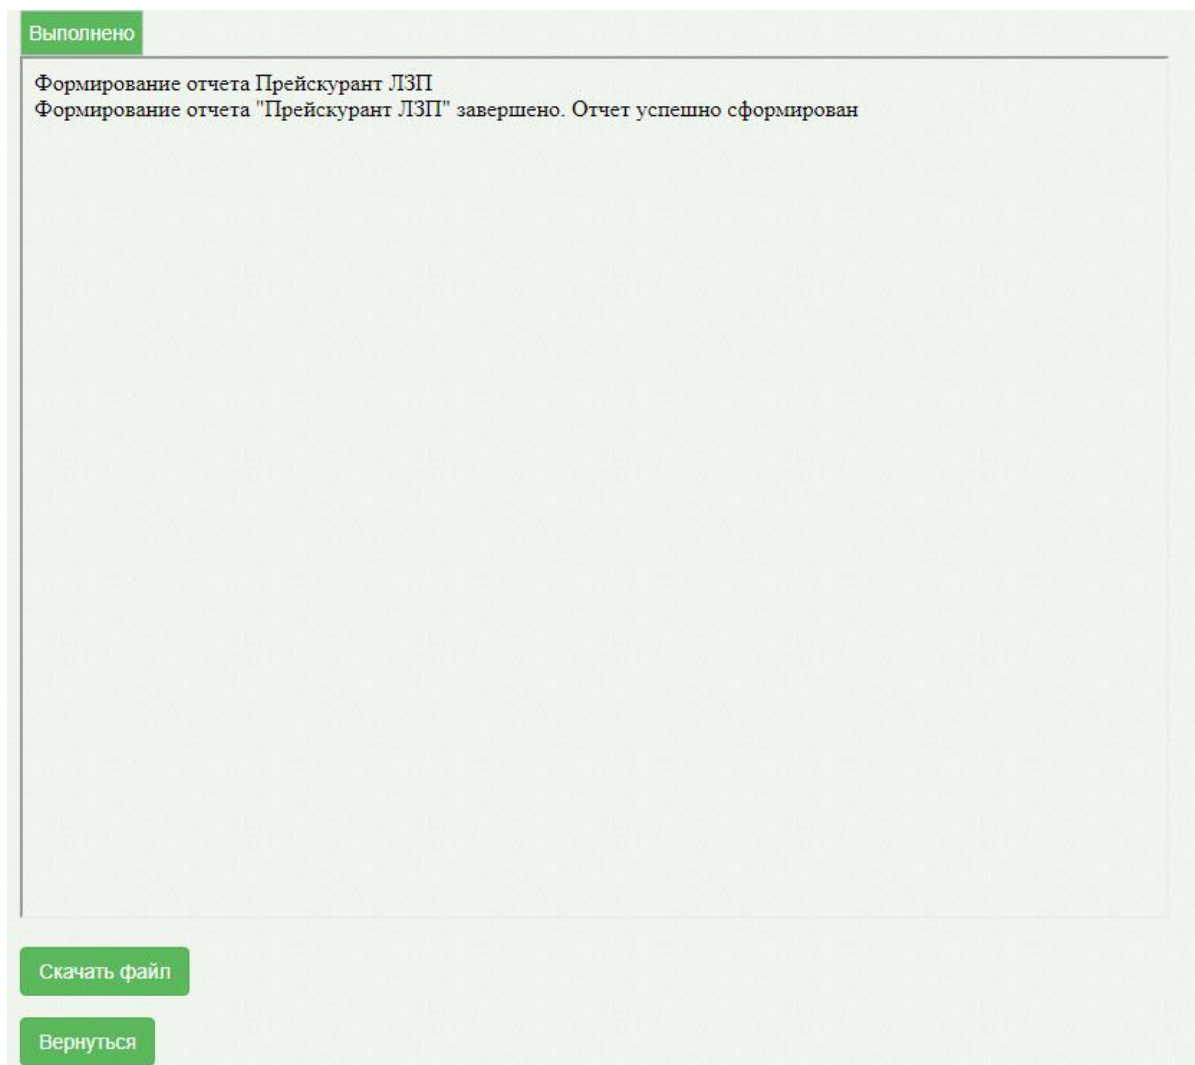 Выполнено
Формирование отчета Прейскурант ЛЗП
Формирование отчета "Прейскурант ЛЗП" завершено. Отчет успешно сформирован
Скачать файл
Вернуться